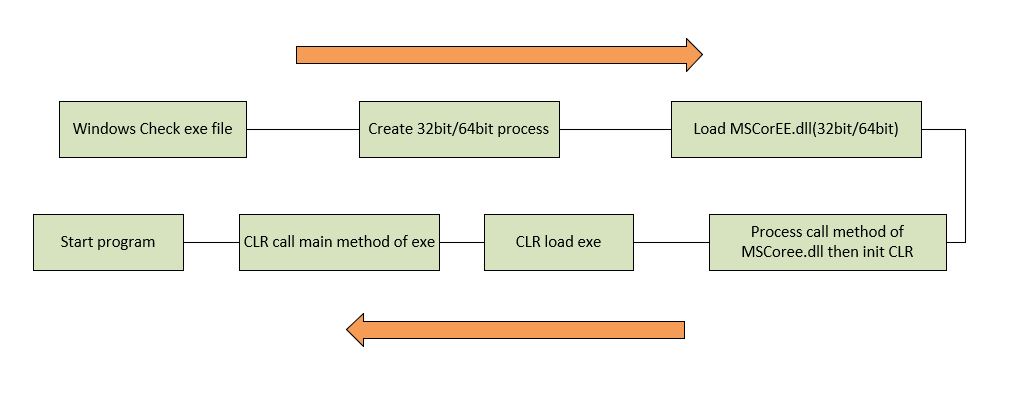 Windows Check exe file
Create 32bit/64bit process
Load MSCorEE.dll(32bit/64bit)
Start program
CLR call main method of exe
CLR load exe
Process call method of
MSCoree.dll then init CLR